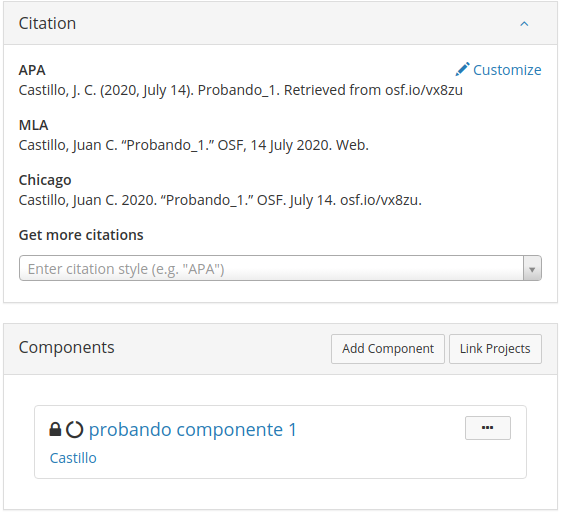 Citation
APA
Customize
Castillo, J. C. (2020, July 14). Probando_1. Retrieved from osf.io/vx8zu
MLA
Castillo, Juan C. “Probando_1.” OSF, 14 July 2020. Web.
Chicago
Castillo, Juan C. 2020. “Probando_1.” OSF. July 14. osf.io/vx8zu.
Get more citations
Enter citation style (e.g. "APA")
Components
Add Component
Link Projects
probando componente 1
Castillo